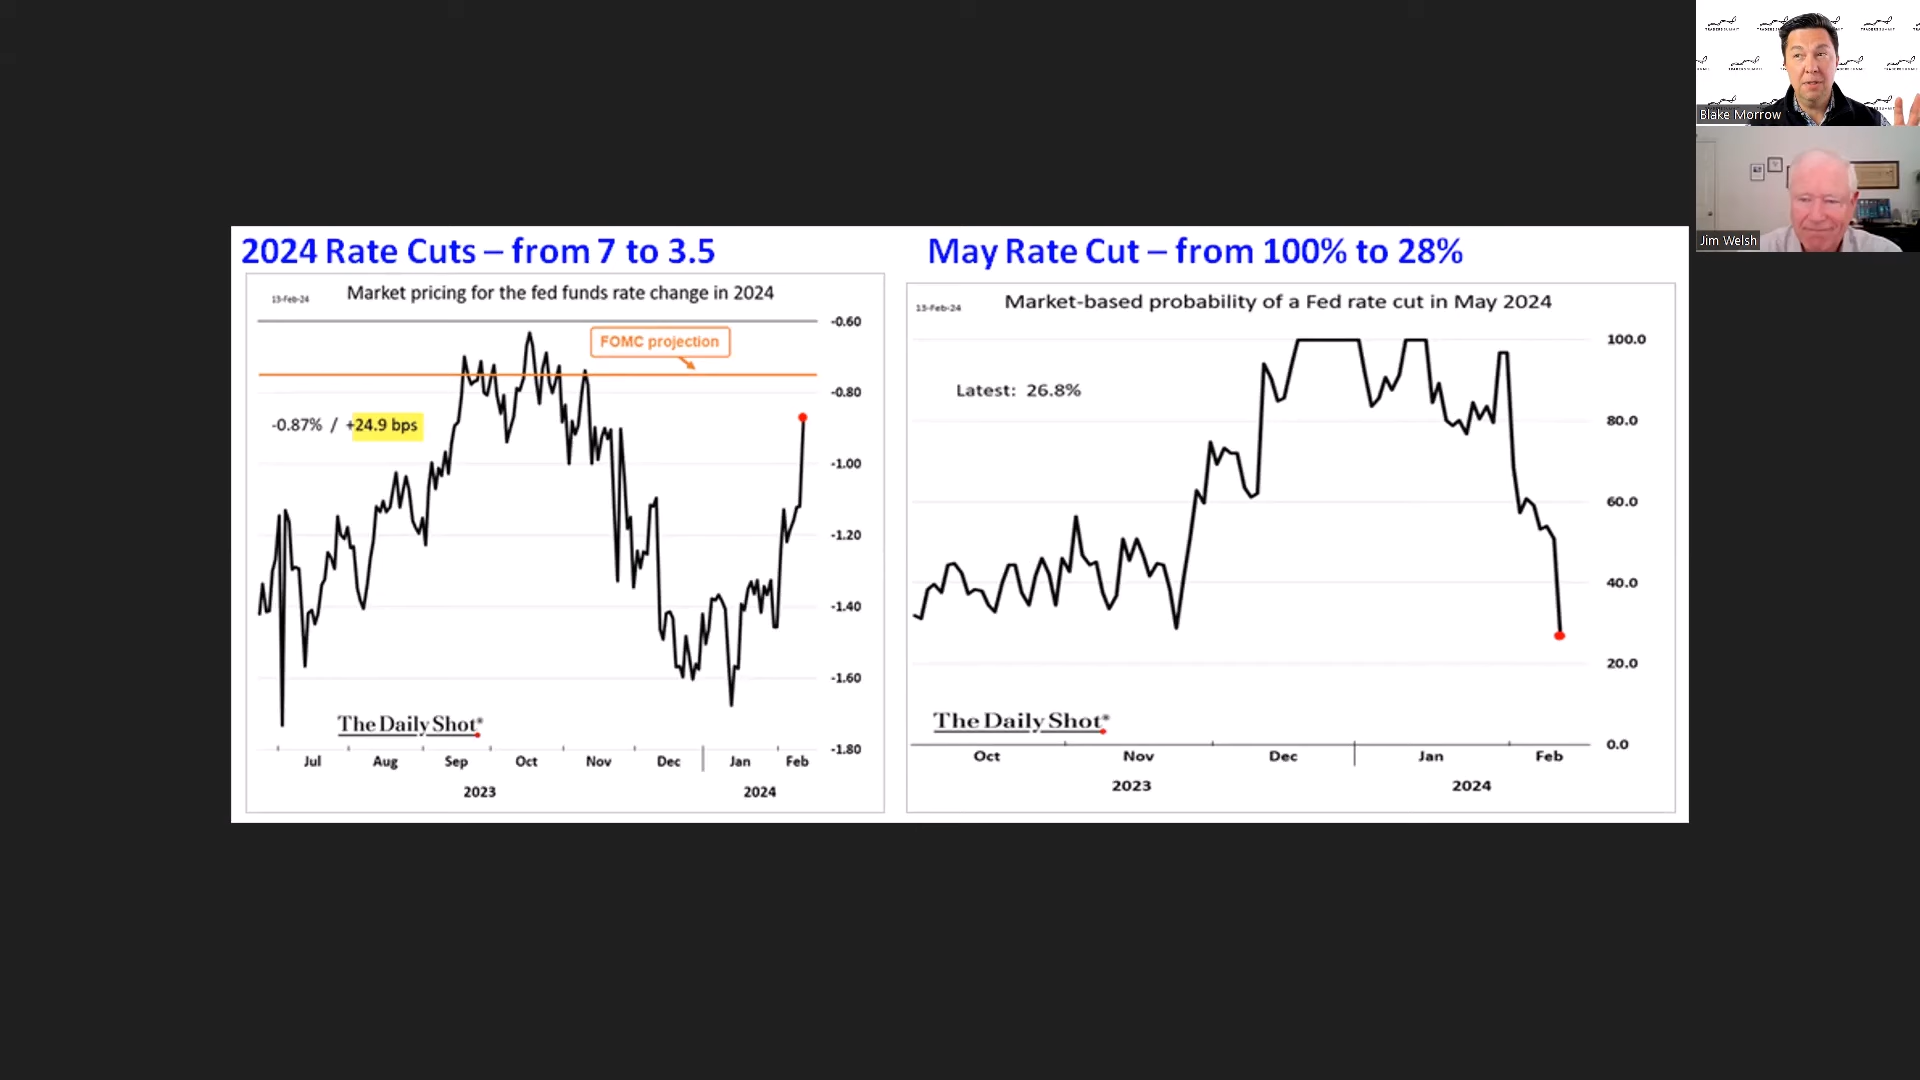 2024 Rate Cuts – from 7 to 3.5
13-Feb-24
Market pricing for the fed funds rate change in 2024
FOMC projection
-0.87% / +24.9 bps
-0.60
-0.80
-1.00
-1.20
-1.40
-1.60
-1.80
The Daily Shot®
Jul Aug Sep Oct Nov Dec Jan Feb
2023 2024
May Rate Cut – from 100% to 28%
13-Feb-24
Market-based probability of a Fed rate cut in May 2024
Latest: 26.8%
100.0
80.0
60.0
40.0
20.0
0.0
The Daily Shot®
Oct Nov Dec Jan Feb
2023 2024
TRADERSUMMIT
Blake Morrow
Jim Welsh